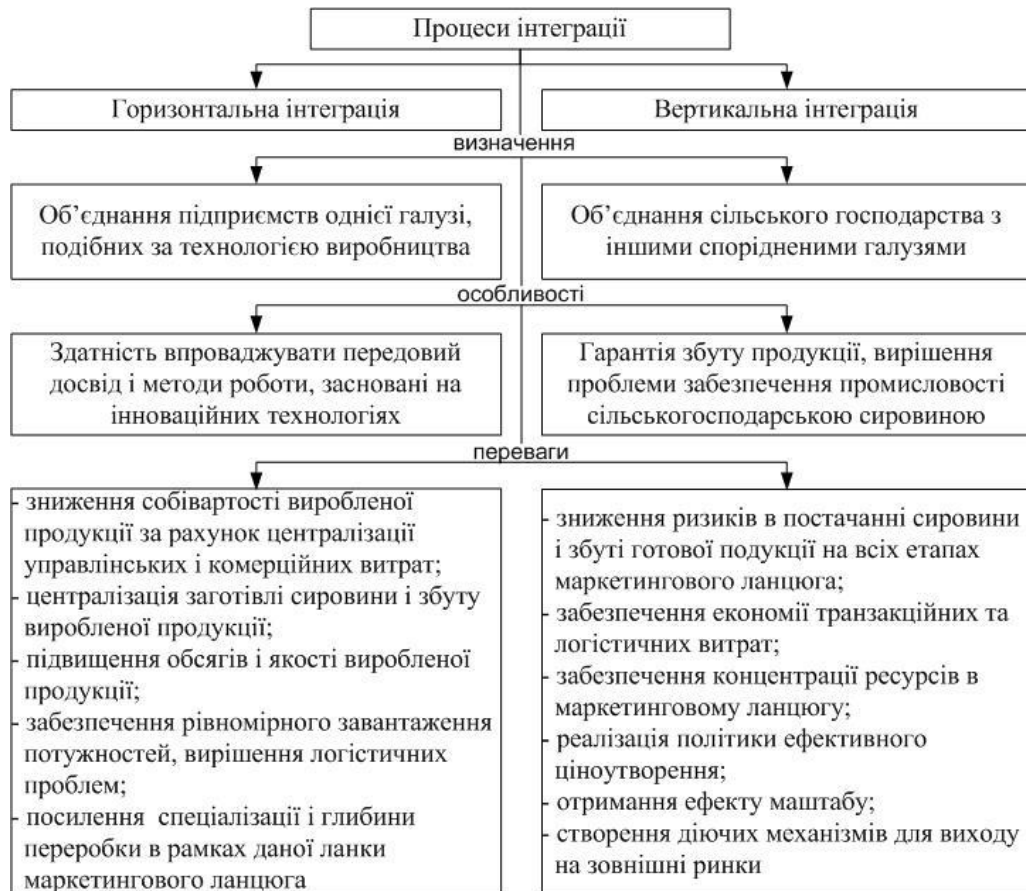 Процеси інтеграції
Горизонтальна інтеграція
Вертикальна інтеграція
визначення
Об’єднання підприємств однієї галузі,
подібних за технологією виробництва
Об’єднання сільського господарства з
іншими спорідненими галузями
особливості
Здатність впроваджувати передовий
досвід і методи роботи, засновані на
інноваційних технологіях
Гарантія збуту продукції, вирішення
проблеми забезпечення промисловості
сільськогосподарською сировиною
переваги
- зниження собівартості виробленої
продукції за рахунок централізації
управлінських і комерційних витрат;
- централізація заготівлі сировини і збуту
виробленої продукції;
- підвищення обсягів і якості виробленої
продукції;
- забезпечення рівномірного завантаження
потужностей, вирішення логістичних
проблем;
- посилення спеціалізації і глибини
переробки в рамках даної ланки
маркетингового ланцюга
- зниження ризиків в постачанні сировини
і збуті готової подукції на всіх етапах
маркетингового ланцюга;
- забезпечення економії транзакційних та
логістичних витрат;
- забезпечення концентрації ресурсів в
маркетинговому ланцюгу;
- реалізація політики ефективного
ціноутворення;
- отримання ефекту маштабу;
- створення діючих механізмів для виходу
на зовнішні ринки